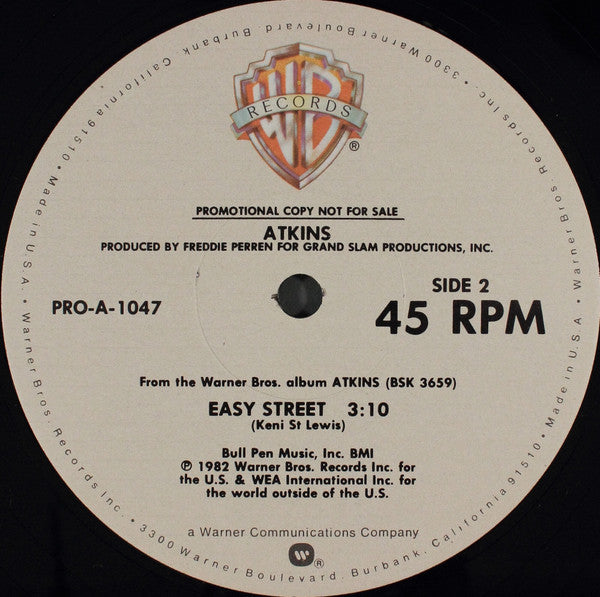 WB
RECORDS
®
PROMOTIONAL COPY NOT FOR SALE
ATKINS
PRODUCED BY FREDDIE PERREN FOR GRAND SLAM PRODUCTIONS, INC.
PRO-A-1047
SIDE 2
45 RPM
From the Warner Bros. album ATKINS (BSK 3659)
EASY STREET 3:10
(Keni St Lewis)
Bull Pen Music, Inc. BMI
℗ 1982 Warner Bros. Records Inc. for
the U.S. & WEA International Inc. for
the world outside of the U.S.
a Warner Communications Company
®
Warner Bros. Records Inc. • 3300 Warner Boulevard, Burbank, California 91510 • Made in U.S.A. •
Warner Bros. Records Inc. • 3300 Warner Boulevard, Burbank, California 91510 • Made in U.S.A. •